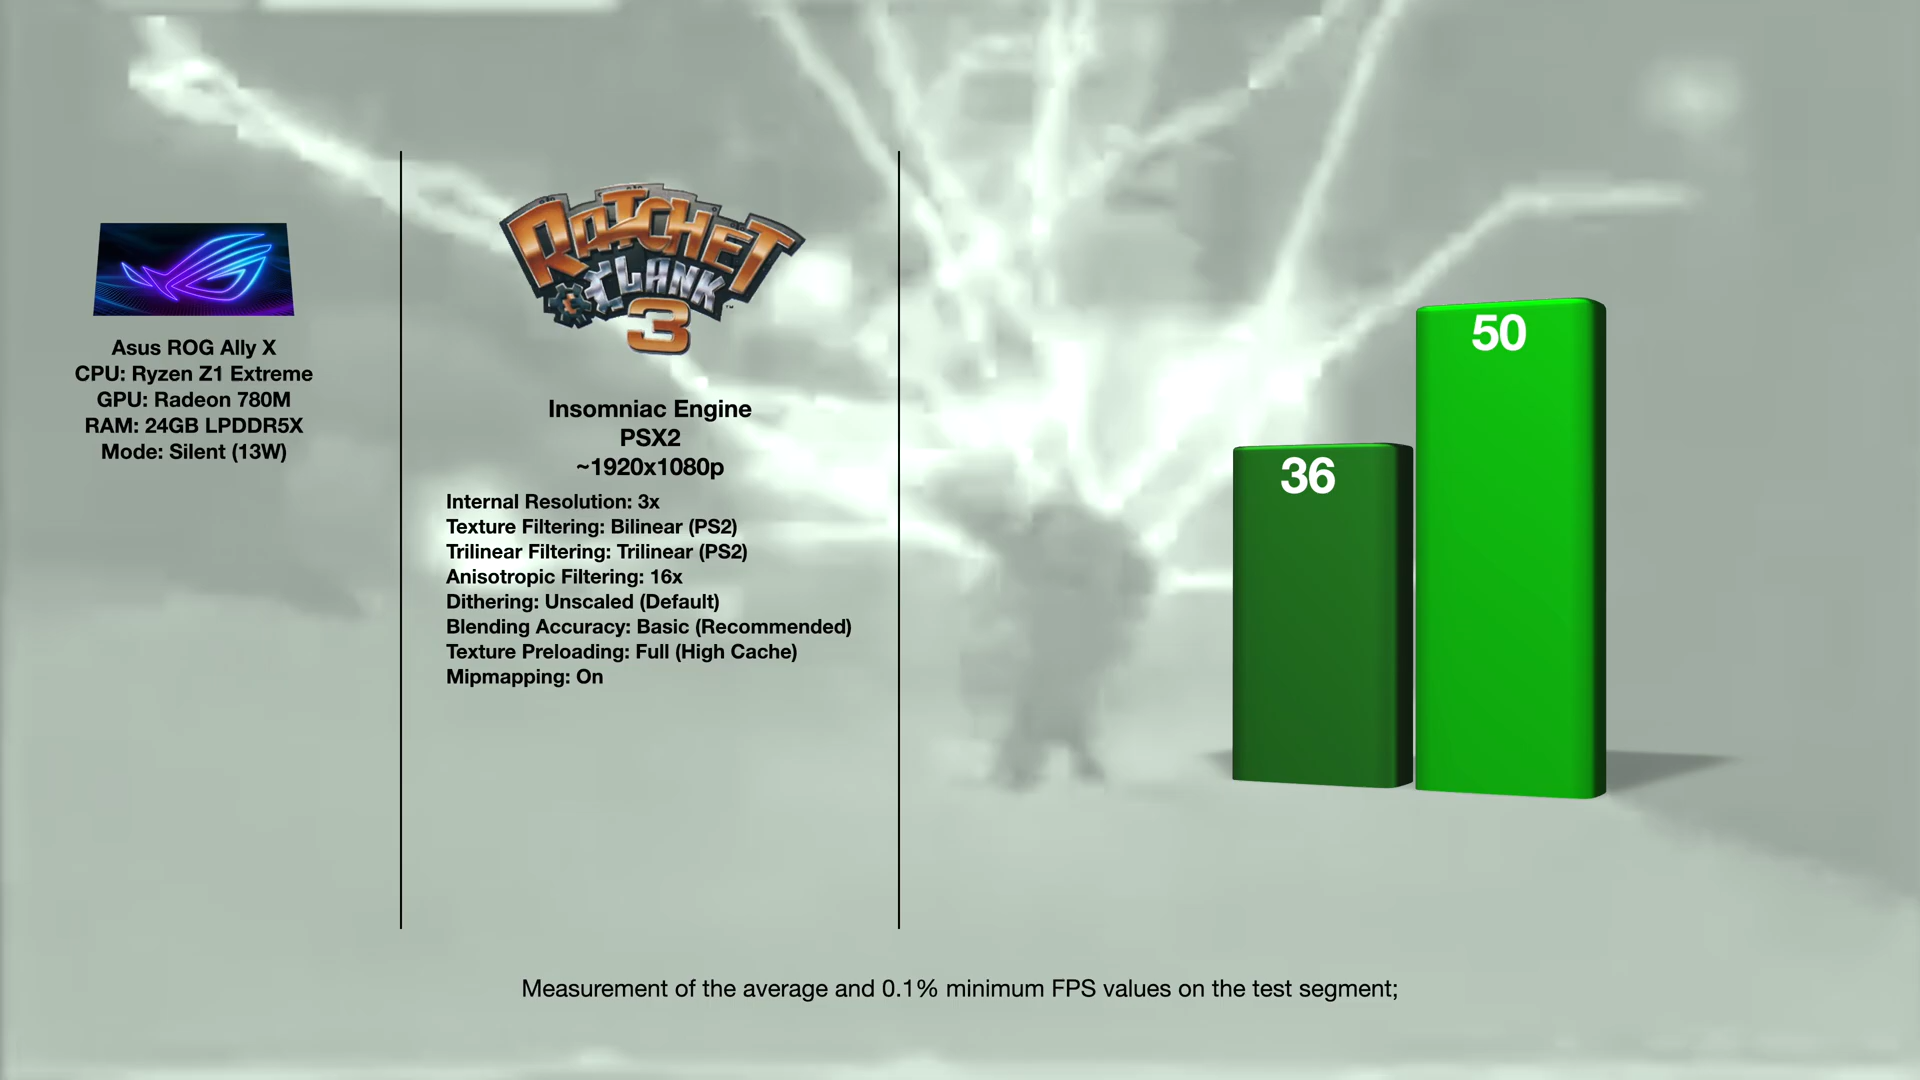 Asus ROG Ally X
CPU: Ryzen Z1 Extreme
GPU: Radeon 780M
RAM: 24GB LPDDR5X
Mode: Silent (13W)
RATCHET
CLANK
3
Insomniac Engine
PSX2
~1920x1080p
Internal Resolution: 3x
Texture Filtering: Bilinear (PS2)
Trilinear Filtering: Trilinear (PS2)
Anisotropic Filtering: 16x
Dithering: Unscaled (Default)
Blending Accuracy: Basic (Recommended)
Texture Preloading: Full (High Cache)
Mipmapping: On
36
50
Measurement of the average and 0.1% minimum FPS values on the test segment;